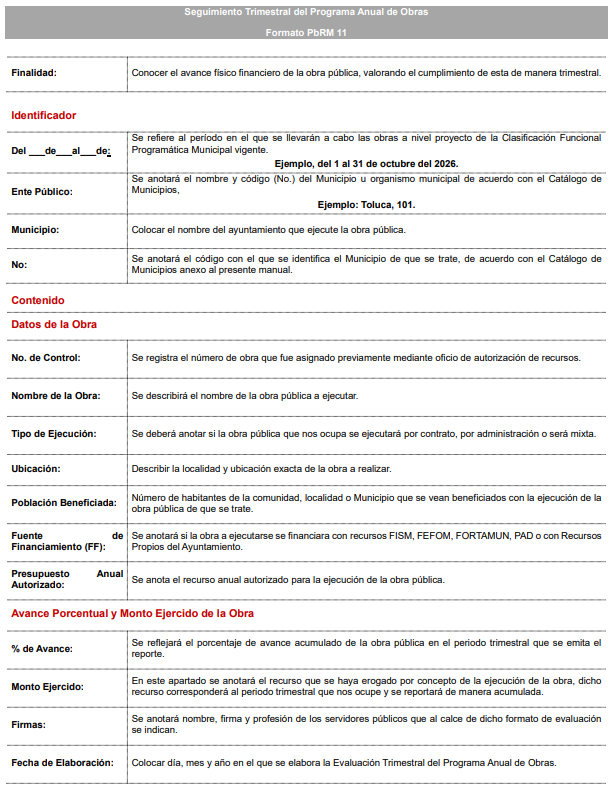 Seguimiento Trimestral del Programa Anual de Obras
Formato PbRM 11
Finalidad:
Conocer el avance físico financiero de la obra pública, valorando el cumplimiento de esta de manera trimestral.
Identificador
Del ___de___al___de:
Se refiere al período en el que se llevarán a cabo las obras a nivel proyecto de la Clasificación Funcional
Programática Municipal vigente.
Ejemplo, del 1 al 31 de octubre del 2026.
Ente Público:
Se anotará el nombre y código (No.) del Municipio u organismo municipal de acuerdo con el Catálogo de
Municipios,
Ejemplo: Toluca, 101.
Municipio:
Colocar el nombre del ayuntamiento que ejecute la obra pública.
No:
Se anotará el código con el que se identifica el Municipio de que se trate, de acuerdo con el Catálogo de
Municipios anexo al presente manual.
Contenido
Datos de la Obra
No. de Control:
Se registra el número de obra que fue asignado previamente mediante oficio de autorización de recursos.
Nombre de la Obra:
Se describirá el nombre de la obra pública a ejecutar.
Tipo de Ejecución:
Se deberá anotar si la obra pública que nos ocupa se ejecutará por contrato, por administración o será mixta.
Ubicación:
Describir la localidad y ubicación exacta de la obra a realizar.
Población Beneficiada:
Número de habitantes de la comunidad, localidad o Municipio que se vean beneficiados con la ejecución de la
obra pública de que se trate.
Fuente de
Financiamiento (FF):
Se anotará si la obra a ejecutarse se financiara con recursos FISM, FEFOM, FORTAMUN, PAD o con Recursos
Propios del Ayuntamiento.
Presupuesto Anual
Autorizado:
Se anota el recurso anual autorizado para la ejecución de la obra pública.
Avance Porcentual y Monto Ejercido de la Obra
% de Avance:
Se reflejará el porcentaje de avance acumulado de la obra pública en el periodo trimestral que se emita el
reporte.
Monto Ejercido:
En este apartado se anotará el recurso que se haya erogado por concepto de la ejecución de la obra, dicho
recurso corresponderá al periodo trimestral que nos ocupe y se reportará de manera acumulada.
Firmas:
Se anotará nombre, firma y profesión de los servidores públicos que al calce de dicho formato de evaluación
se indican.
Fecha de Elaboración:
Colocar día, mes y año en el que se elabora la Evaluación Trimestral del Programa Anual de Obras.